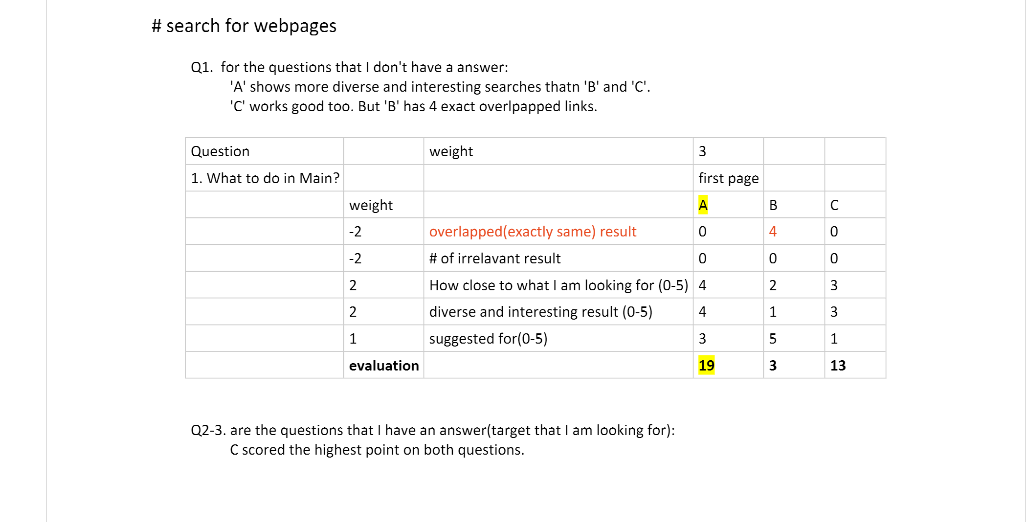 # search for webpages
Q1. for the questions that I don't have a answer:
'A' shows more diverse and interesting searches thatn 'B' and 'C'.
'C' works good too. But 'B' has 4 exact overlpapped links.
Question weight 3
1. What to do in Main? first page
weight A B C
-2 overlapped(exactly same) result 0 4 0
-2 # of irrelavant result 0 0 0
2 How close to what I am looking for (0-5) 4 2 3
2 diverse and interesting result (0-5) 4 1 3
1 suggested for(0-5) 3 5 1
evaluation 19 3 13
Q2-3. are the questions that I have an answer(target that I am looking for):
C scored the highest point on both questions.